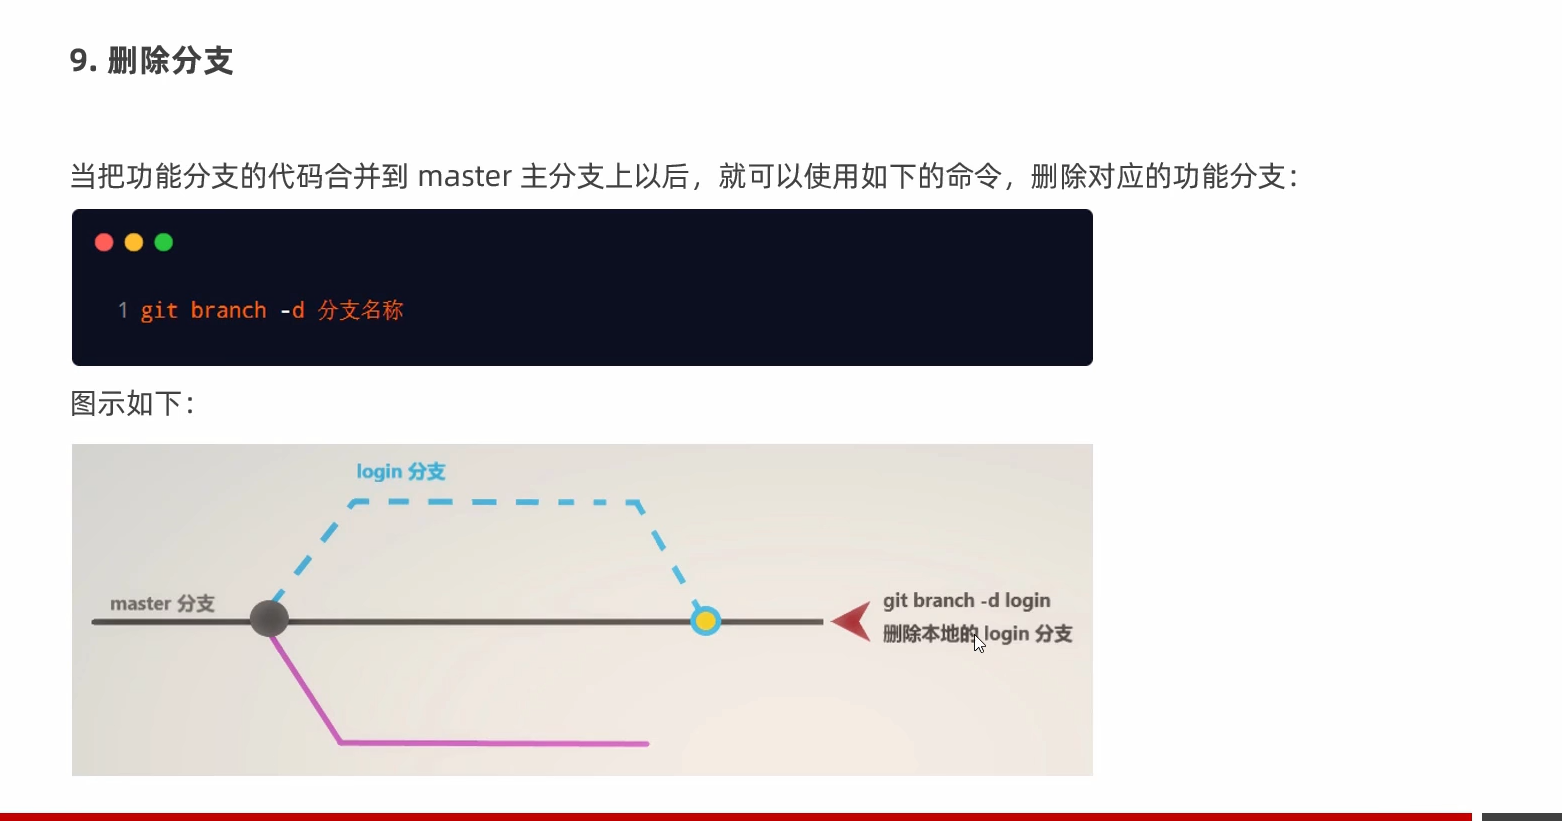 9. 删除分支
当把功能分支的代码合并到 master 主分支上以后，就可以使用如下的命令，删除对应的功能分支：
1 git branch -d 分支名称
图示如下：
login 分支
master 分支
git branch -d login
删除本地的 login 分支